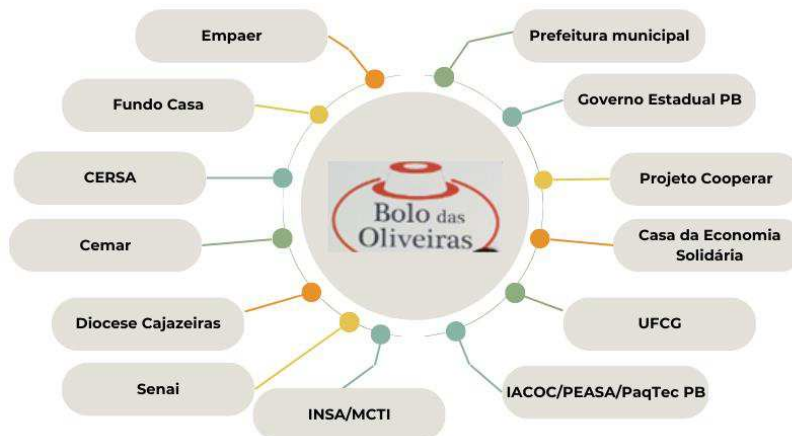 Empaer
Prefeitura municipal
Fundo Casa
Governo Estadual PB
CERSA
Projeto Cooperar
Bolo das
Oliveiras
Cemar
Casa da Economia
Solidária
Diocese Cajazeiras
UFCG
Senai
IACOC/PEASA/PaqTec PB
INSA/MCTI